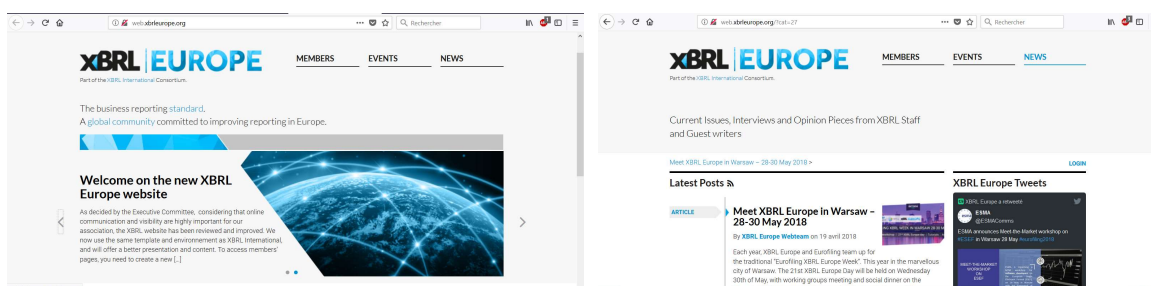 web.xbrleurope.org
Rechercher
XBRL EUROPE
MEMBERS EVENTS NEWS
Part of the XBRL International Consortium.
The business reporting standard.
A global community committed to improving reporting in Europe.
Welcome on the new XBRL
Europe website
As decided by the Executive Committee, considering that online
communication and visibility are highly important for our
association, the XBRL website has been reviewed and improved. We
now use the same template and environement as XBRL International,
and will offer a better presentation and content. To access members'
pages, you need to create a new [...]
web.xbrleurope.org/?cat=27
Rechercher
XBRL EUROPE
MEMBERS EVENTS NEWS
Part of the XBRL International Consortium.
Current Issues, Interviews and Opinion Pieces from XBRL Staff
and Guest writers
Meet XBRL Europe in Warsaw – 28-30 May 2018 >
LOGIN
Latest Posts
ARTICLE
Meet XBRL Europe in Warsaw –
28-30 May 2018
By XBRL Europe Webteam on 19 avril 2018
Each year, XBRL Europe and Eurofiling team up for
the traditional "Eurofiling XBRL Europe Week". This year in the marvellous
city of Warsaw. The 21st XBRL Europe Day will be held on Wednesday
30th of May, with working groups meeting and social dinner on the
XBRL Europe Tweets
XBRL Europe a retweeté
ESMA
@ESMAComms
ESMA announces Meet-the-Market workshop on
#ESEF in Warsaw 28 May #eurofiling2018
MEET-THE-MARKET
WORKSHOP
ON
ESEF